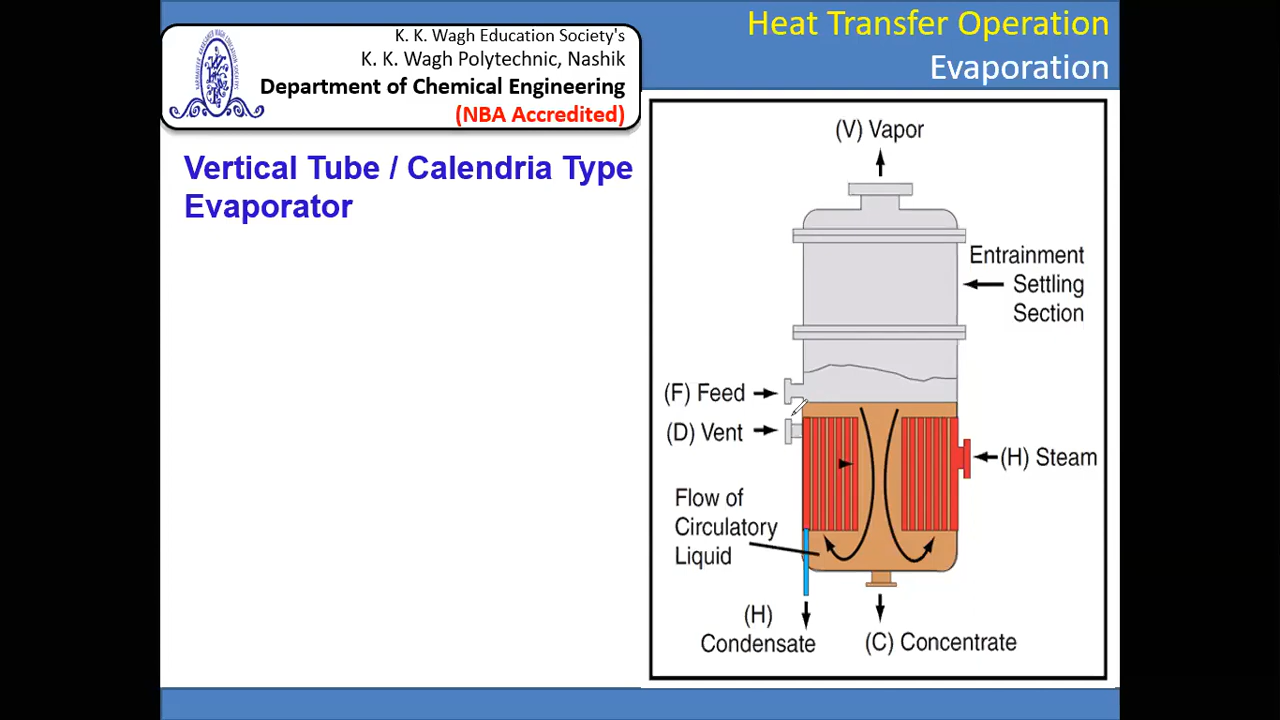 K. K. Wagh Education Society's
K. K. Wagh Polytechnic, Nashik
Department of Chemical Engineering
(NBA Accredited)
Heat Transfer Operation
Evaporation
Vertical Tube / Calendria Type
Evaporator
(V) Vapor
Entrainment
Settling
Section
(F) Feed
(D) Vent
(H) Steam
Flow of
Circulatory
Liquid
(H)
Condensate
(C) Concentrate